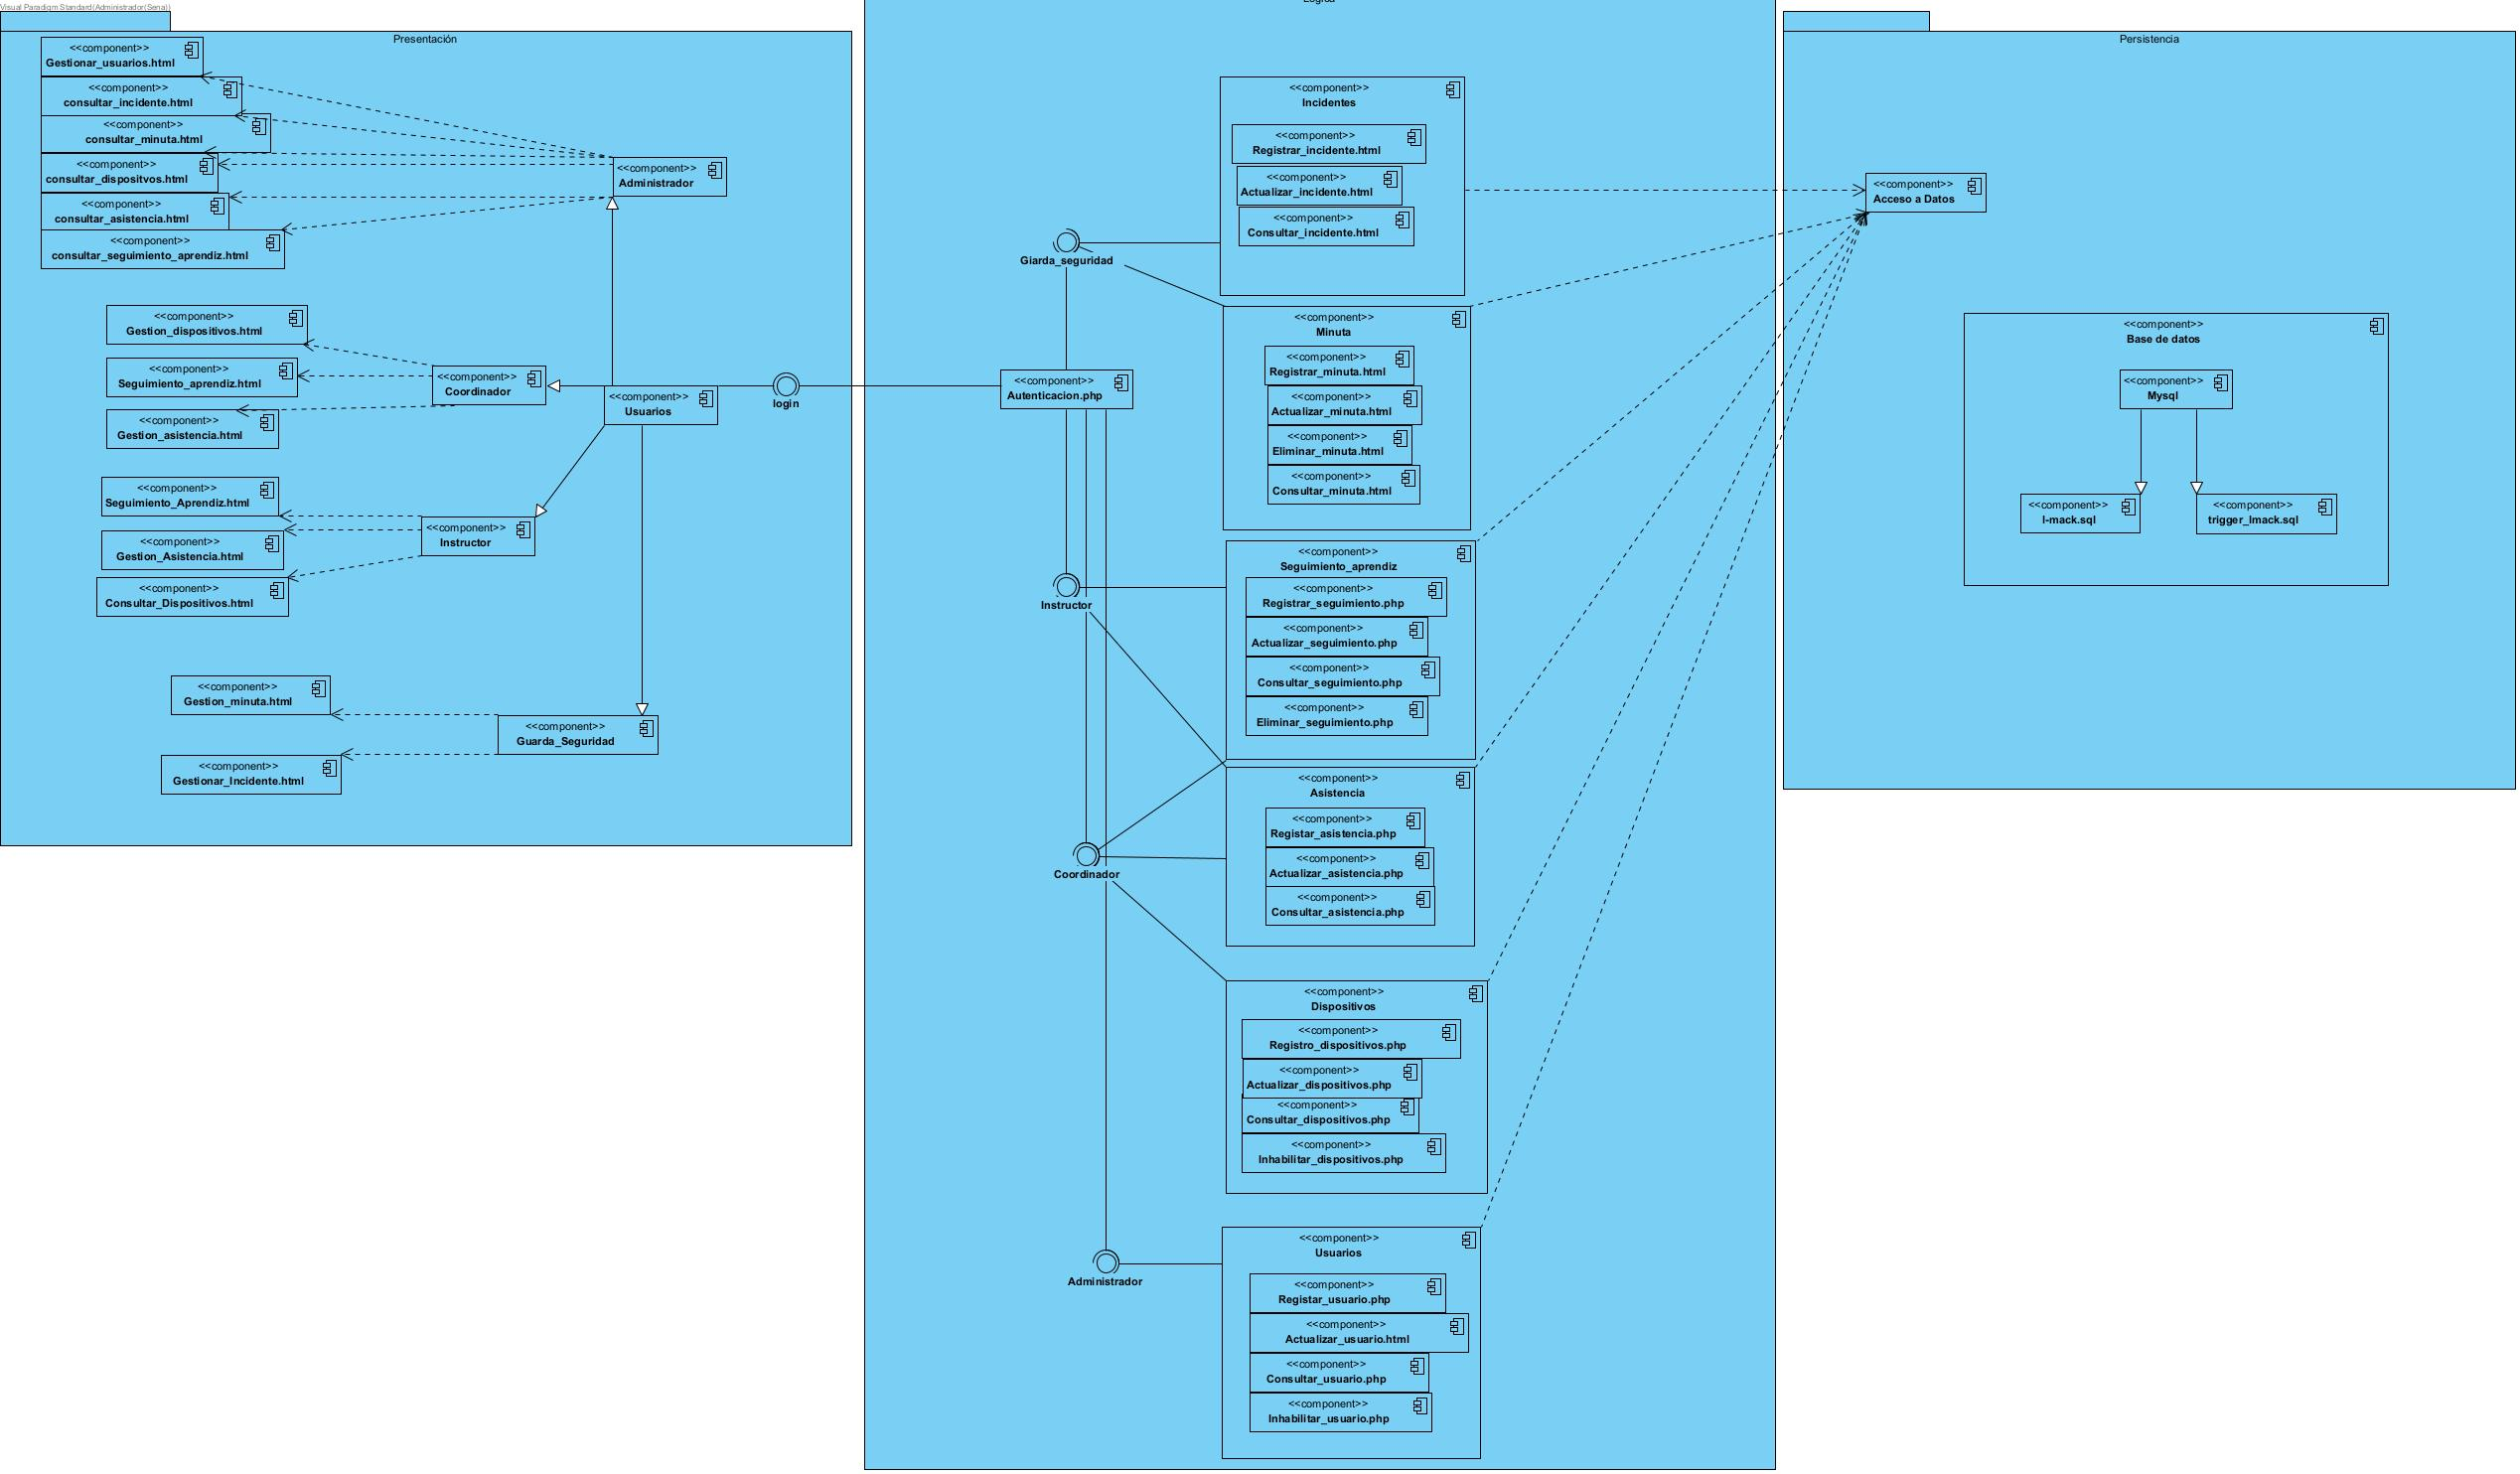 Visual Paradigm Standard(Administrador(Sena))
Presentación
<<component>>
Gestionar_usuarios.html
<<component>>
consultar_incidente.html
<<component>>
consultar_minuta.html
<<component>>
consultar_dispositvos.html
<<component>>
consultar_asistencia.html
<<component>>
consultar_seguimiento_aprendiz.html
<<component>>
Administrador
<<component>>
Gestion_dispositivos.html
<<component>>
Seguimiento_aprendiz.html
<<component>>
Gestion_asistencia.html
<<component>>
Coordinador
<<component>>
Usuarios
login
<<component>>
Seguimiento_Aprendiz.html
<<component>>
Gestion_Asistencia.html
<<component>>
Consultar_Dispositivos.html
<<component>>
Instructor
<<component>>
Gestion_minuta.html
<<component>>
Gestionar_Incidente.html
<<component>>
Guarda_Seguridad
Logica
<<component>>
Incidentes
<<component>>
Registrar_incidente.html
<<component>>
Actualizar_incidente.html
<<component>>
Consultar_incidente.html
Giarda_seguridad
<<component>>
Autenticacion.php
<<component>>
Minuta
<<component>>
Registrar_minuta.html
<<component>>
Actualizar_minuta.html
<<component>>
Eliminar_minuta.html
<<component>>
Consultar_minuta.html
Instructor
<<component>>
Seguimiento_aprendiz
<<component>>
Registrar_seguimiento.php
<<component>>
Actualizar_seguimiento.php
<<component>>
Consultar_seguimiento.php
<<component>>
Eliminar_seguimiento.php
Coordinador
<<component>>
Asistencia
<<component>>
Registar_asistencia.php
<<component>>
Actualizar_asistencia.php
<<component>>
Consultar_asistencia.php
<<component>>
Dispositivos
<<component>>
Registro_dispositivos.php
<<component>>
Actualizar_dispositivos.php
<<component>>
Consultar_dispositivos.php
<<component>>
Inhabilitar_dispositivos.php
Administrador
<<component>>
Usuarios
<<component>>
Registar_usuario.php
<<component>>
Actualizar_usuario.html
<<component>>
Consultar_usuario.php
<<component>>
Inhabilitar_usuario.php
Persistencia
<<component>>
Acceso a Datos
<<component>>
Base de datos
<<component>>
Mysql
<<component>>
l-mack.sql
<<component>>
trigger_lmack.sql